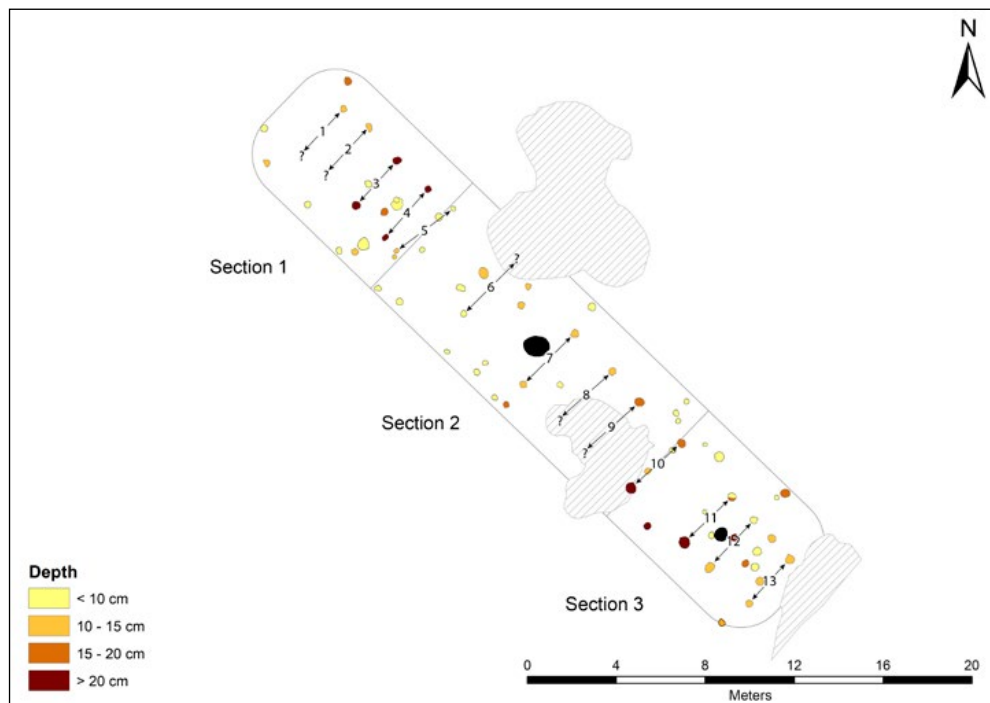 N
1
?
2
?
3
4
5
Section 1
?
6
7
Section 2
8
?
9
?
10
11
12
13
Section 3
Depth
< 10 cm
10 - 15 cm
15 - 20 cm
> 20 cm
0 4 8 12 16 20
Meters